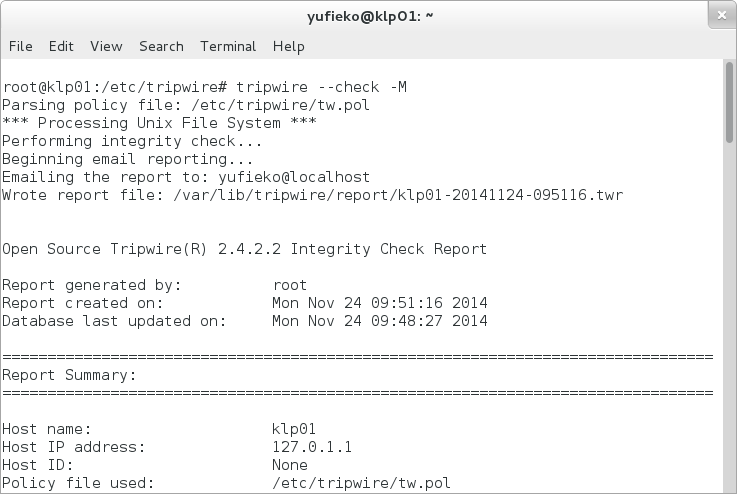 yufieko@klp01: ~
File Edit View Search Terminal Help
root@klp01:/etc/tripwire# tripwire --check -M
Parsing policy file: /etc/tripwire/tw.pol
*** Processing Unix File System ***
Performing integrity check...
Beginning email reporting...
Emailing the report to: yufieko@localhost
Wrote report file: /var/lib/tripwire/report/klp01-20141124-095116.twr
Open Source Tripwire(R) 2.4.2.2 Integrity Check Report
Report generated by: root
Report created on: Mon Nov 24 09:51:16 2014
Database last updated on: Mon Nov 24 09:48:27 2014
===============================================================================
Report Summary:
===============================================================================
Host name: klp01
Host IP address: 127.0.1.1
Host ID: None
Policy file used: /etc/tripwire/tw.pol